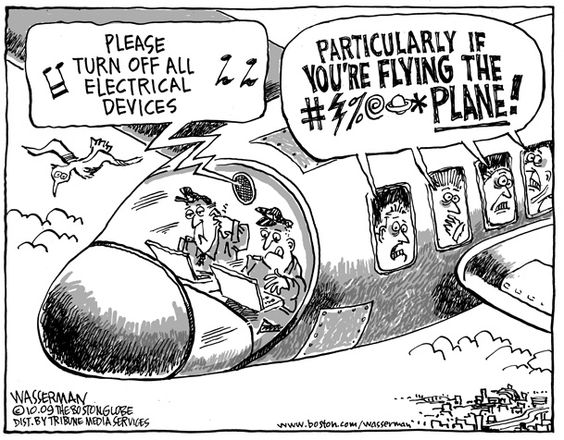 PLEASE
TURN OFF ALL
ELECTRICAL
DEVICES
PARTICULARLY IF
YOU'RE FLYING THE
#⚡%@🪐* PLANE!
WASSERMAN
©10.09 THE BOSTON GLOBE
DIST. BY TRIBUNE MEDIA SERVICES
www.boston.com/wasserman